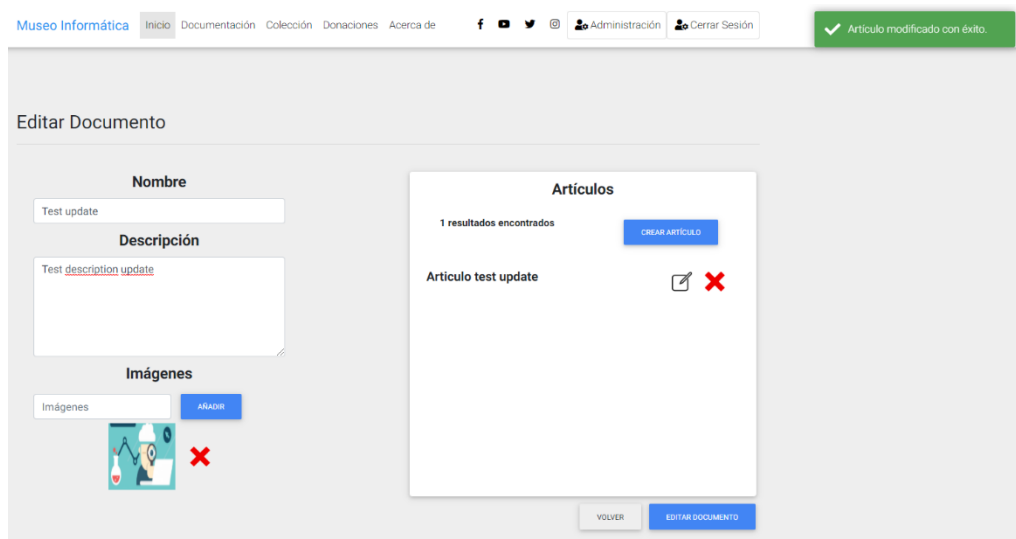 Museo Informática Inicio Documentación Colección Donaciones Acerca de Administración Cerrar Sesión
Artículo modificado con éxito.
Editar Documento
Nombre
Test update
Descripción
Test description update
Imágenes
Imágenes AÑADIR
Artículos
1 resultados encontrados CREAR ARTÍCULO
Articulo test update
VOLVER EDITAR DOCUMENTO